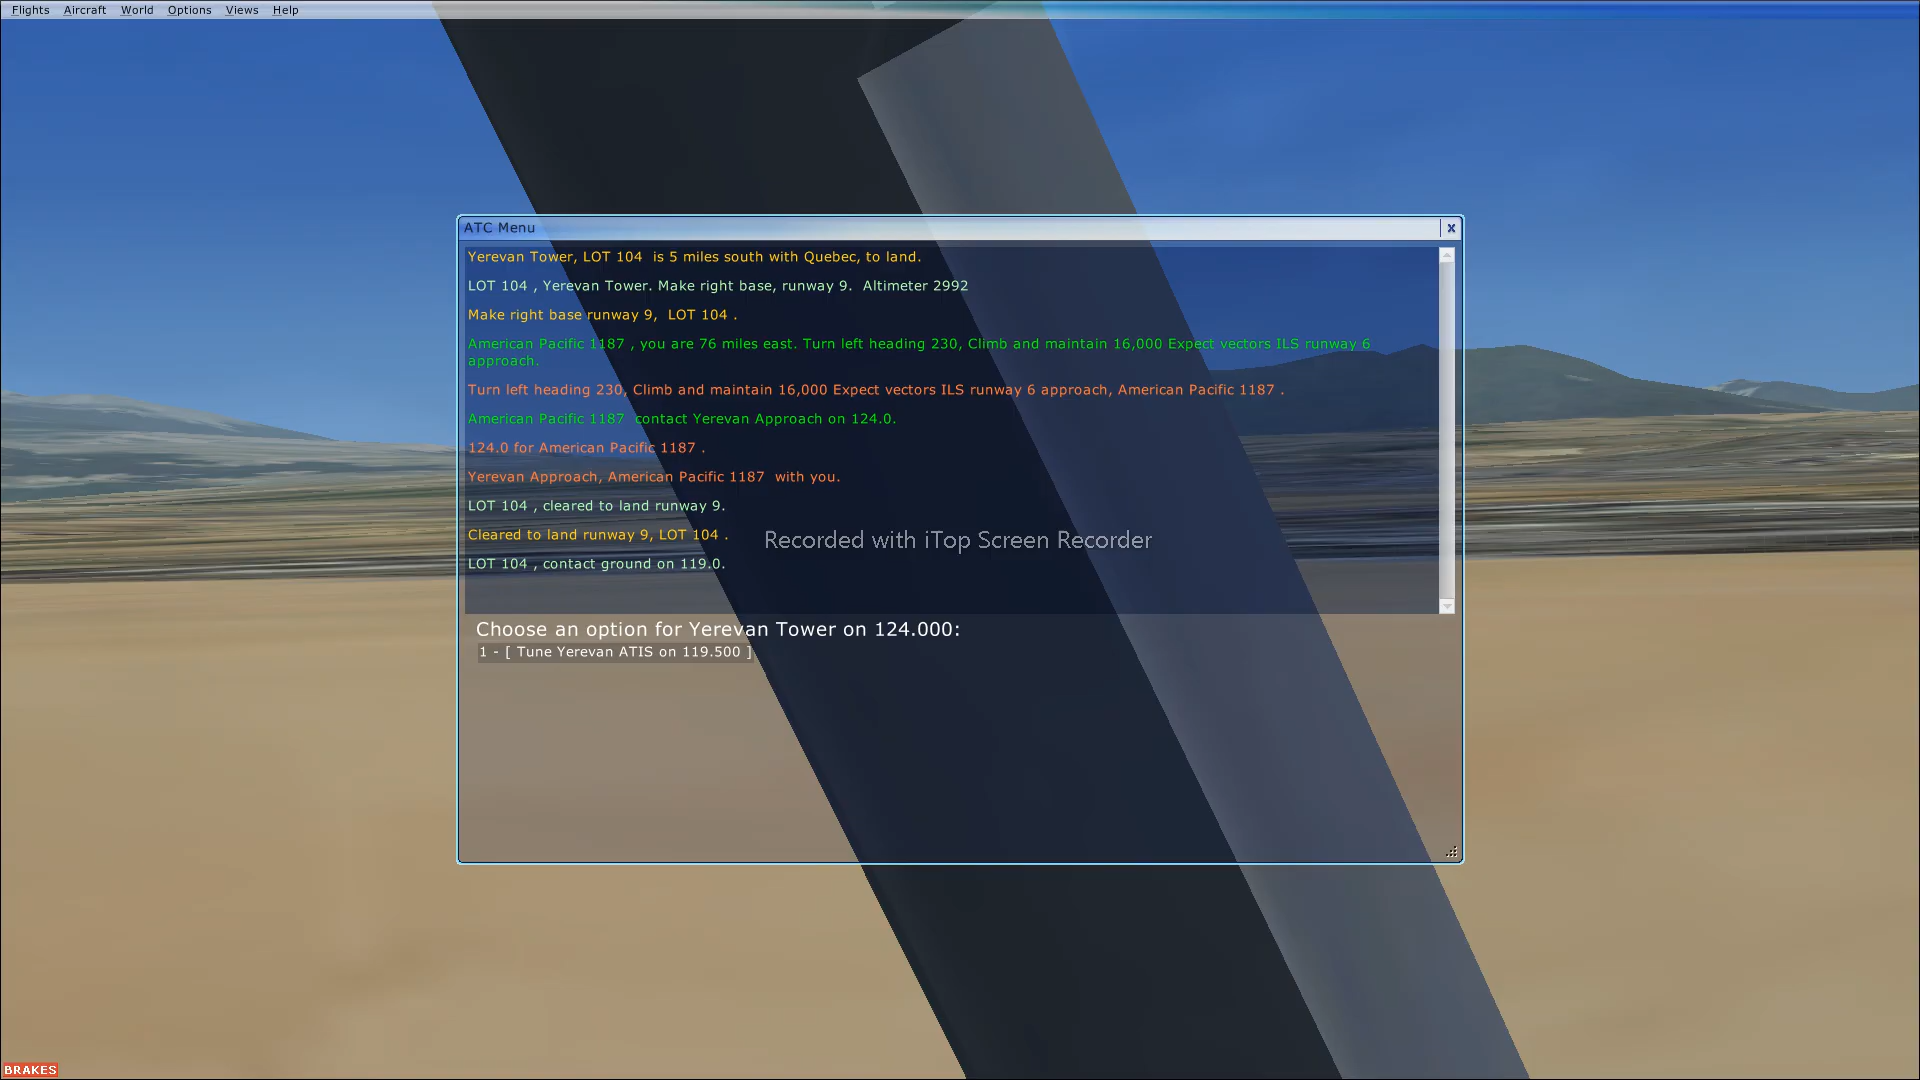 Flights Aircraft World Options Views Help
ATC Menu x
Yerevan Tower, LOT 104 is 5 miles south with Quebec, to land.
LOT 104 , Yerevan Tower. Make right base, runway 9. Altimeter 2992
Make right base runway 9, LOT 104 .
American Pacific 1187 , you are 76 miles east. Turn left heading 230, Climb and maintain 16,000 Expect vectors ILS runway 6
approach.
Turn left heading 230, Climb and maintain 16,000 Expect vectors ILS runway 6 approach, American Pacific 1187 .
American Pacific 1187 contact Yerevan Approach on 124.0.
124.0 for American Pacific 1187 .
Yerevan Approach, American Pacific 1187 with you.
LOT 104 , cleared to land runway 9.
Cleared to land runway 9, LOT 104 .
Recorded with iTop Screen Recorder
LOT 104 , contact ground on 119.0.
Choose an option for Yerevan Tower on 124.000:
1 - [ Tune Yerevan ATIS on 119.500 ]
BRAKES